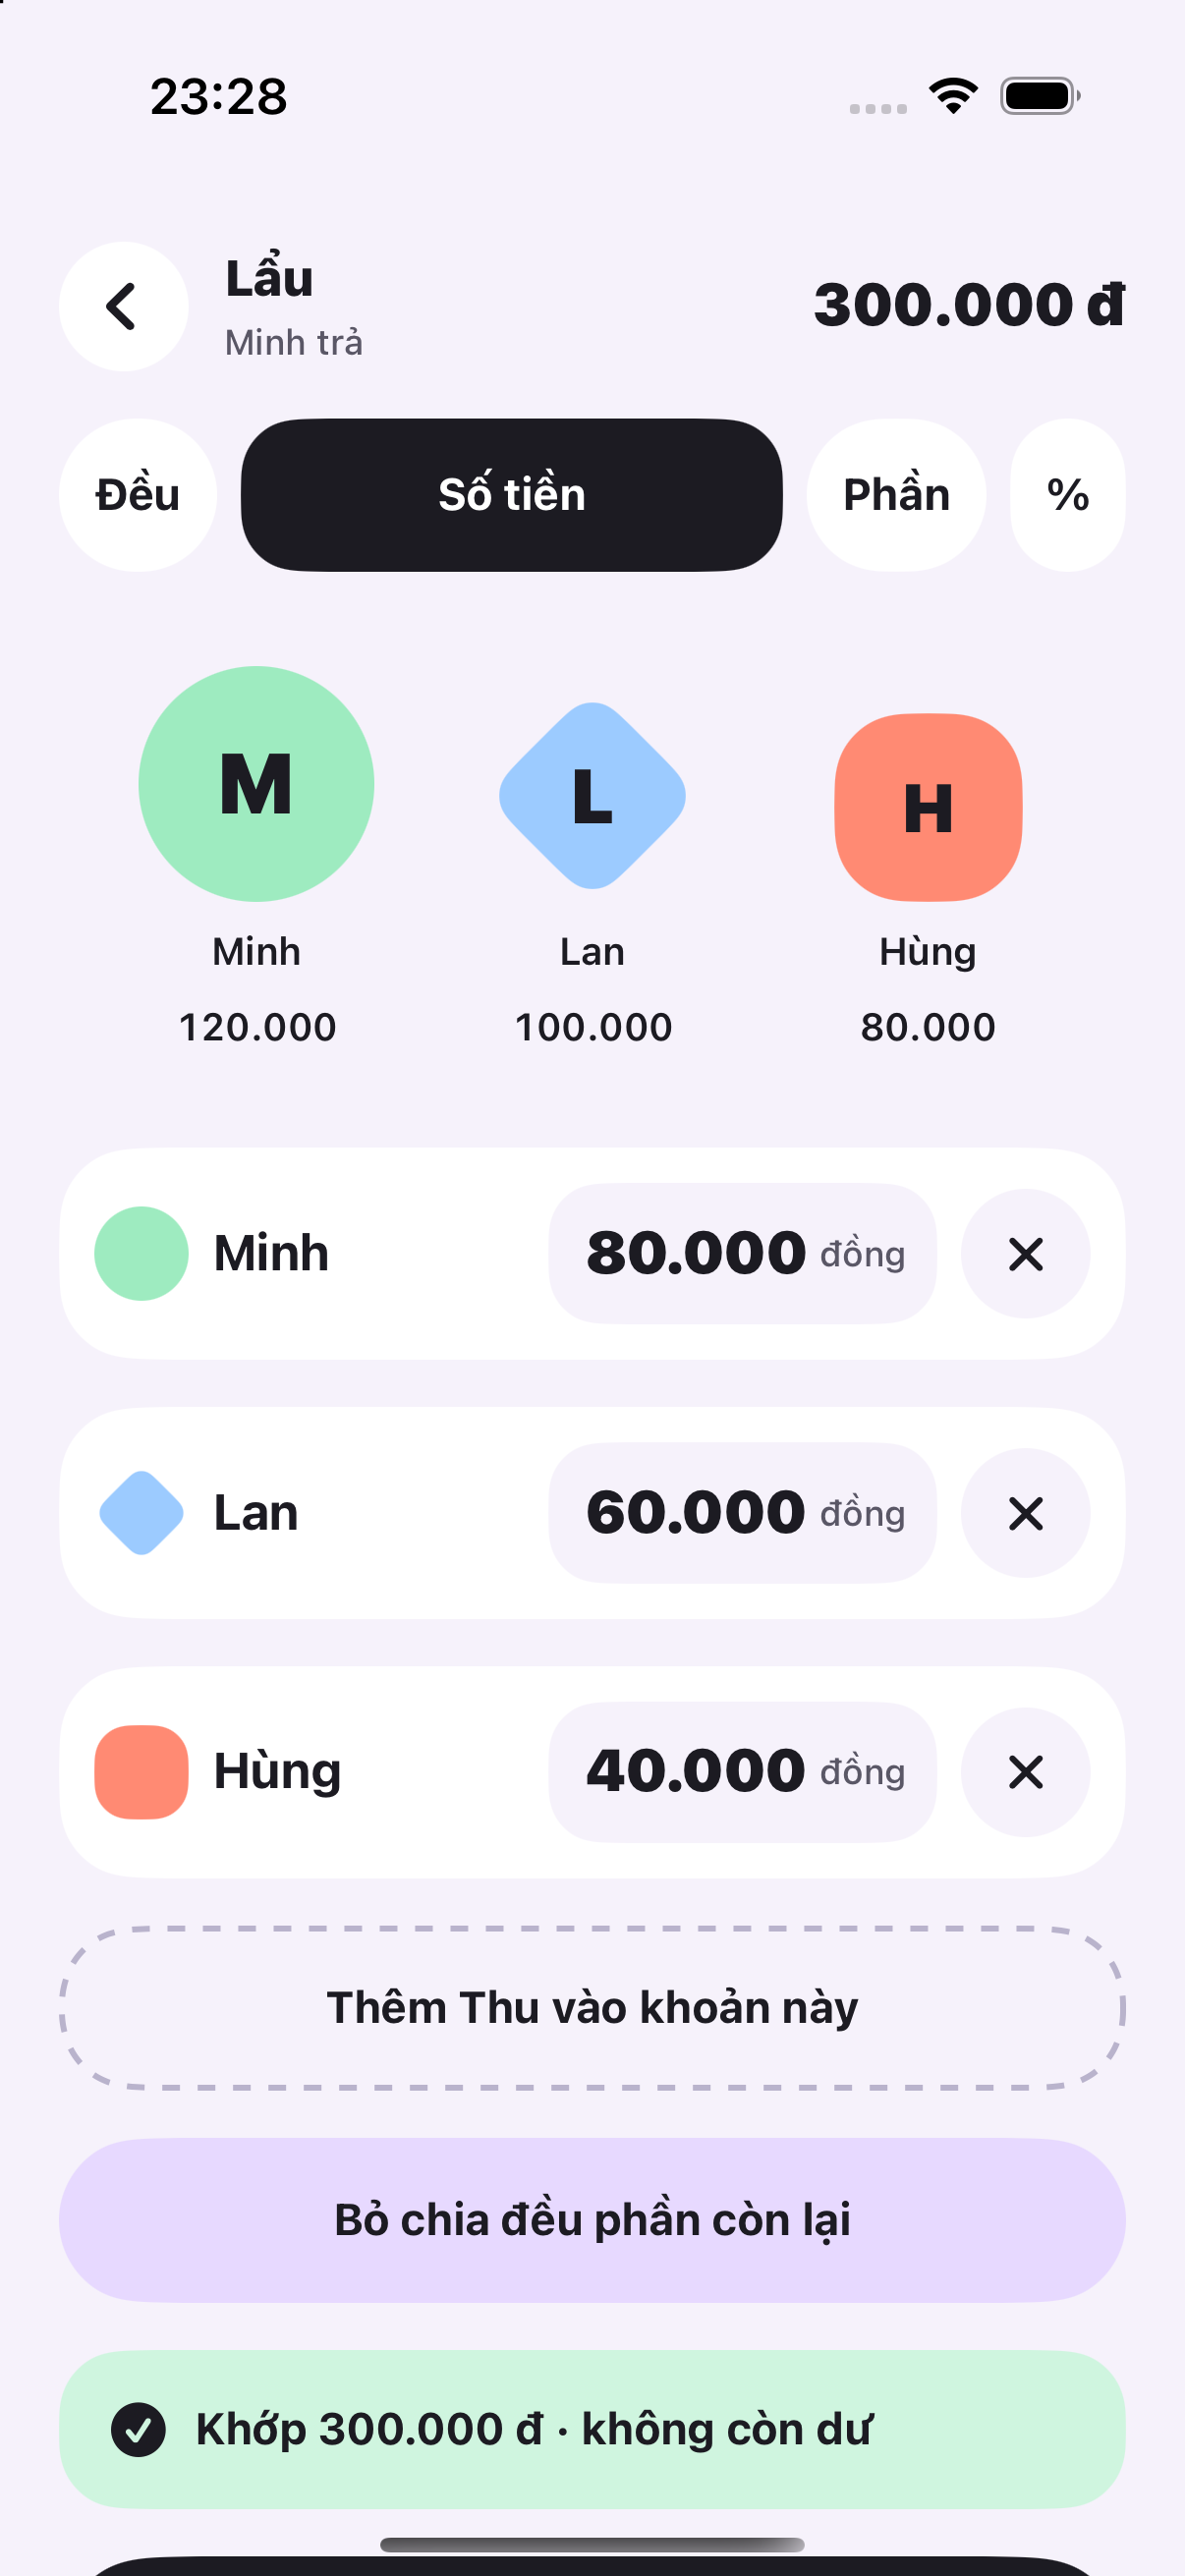 23:28
Lẩu
Minh trả
300.000 đ
Đều
Số tiền
Phần
%
M
L
H
Minh
Lan
Hùng
120.000
100.000
80.000
Minh
80.000 đồng
Lan
60.000 đồng
Hùng
40.000 đồng
Thêm Thu vào khoản này
Bỏ chia đều phần còn lại
Khớp 300.000 đ · không còn dư